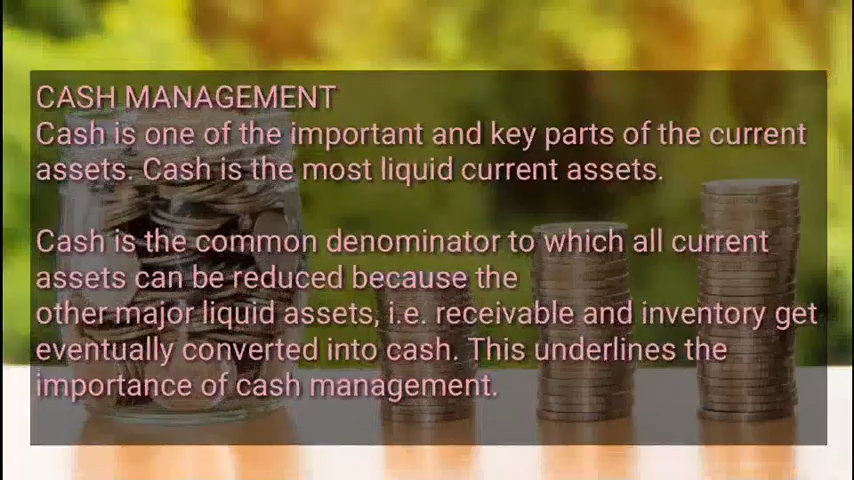 CASH MANAGEMENT
Cash is one of the important and key parts of the current
assets. Cash is the most liquid current assets.
Cash is the common denominator to which all current
assets can be reduced because the
other major liquid assets, i.e. receivable and inventory get
eventually converted into cash. This underlines the
importance of cash management.